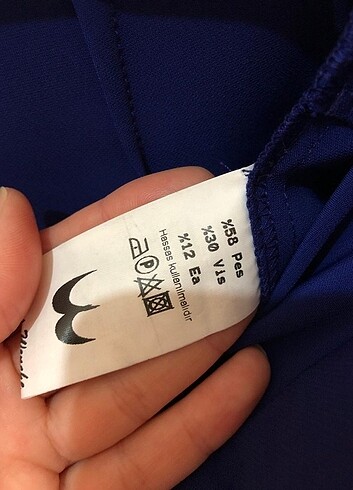 %58 Pes
%30 Vis
%12 Ea
Hassas kullanılmalıdır
P